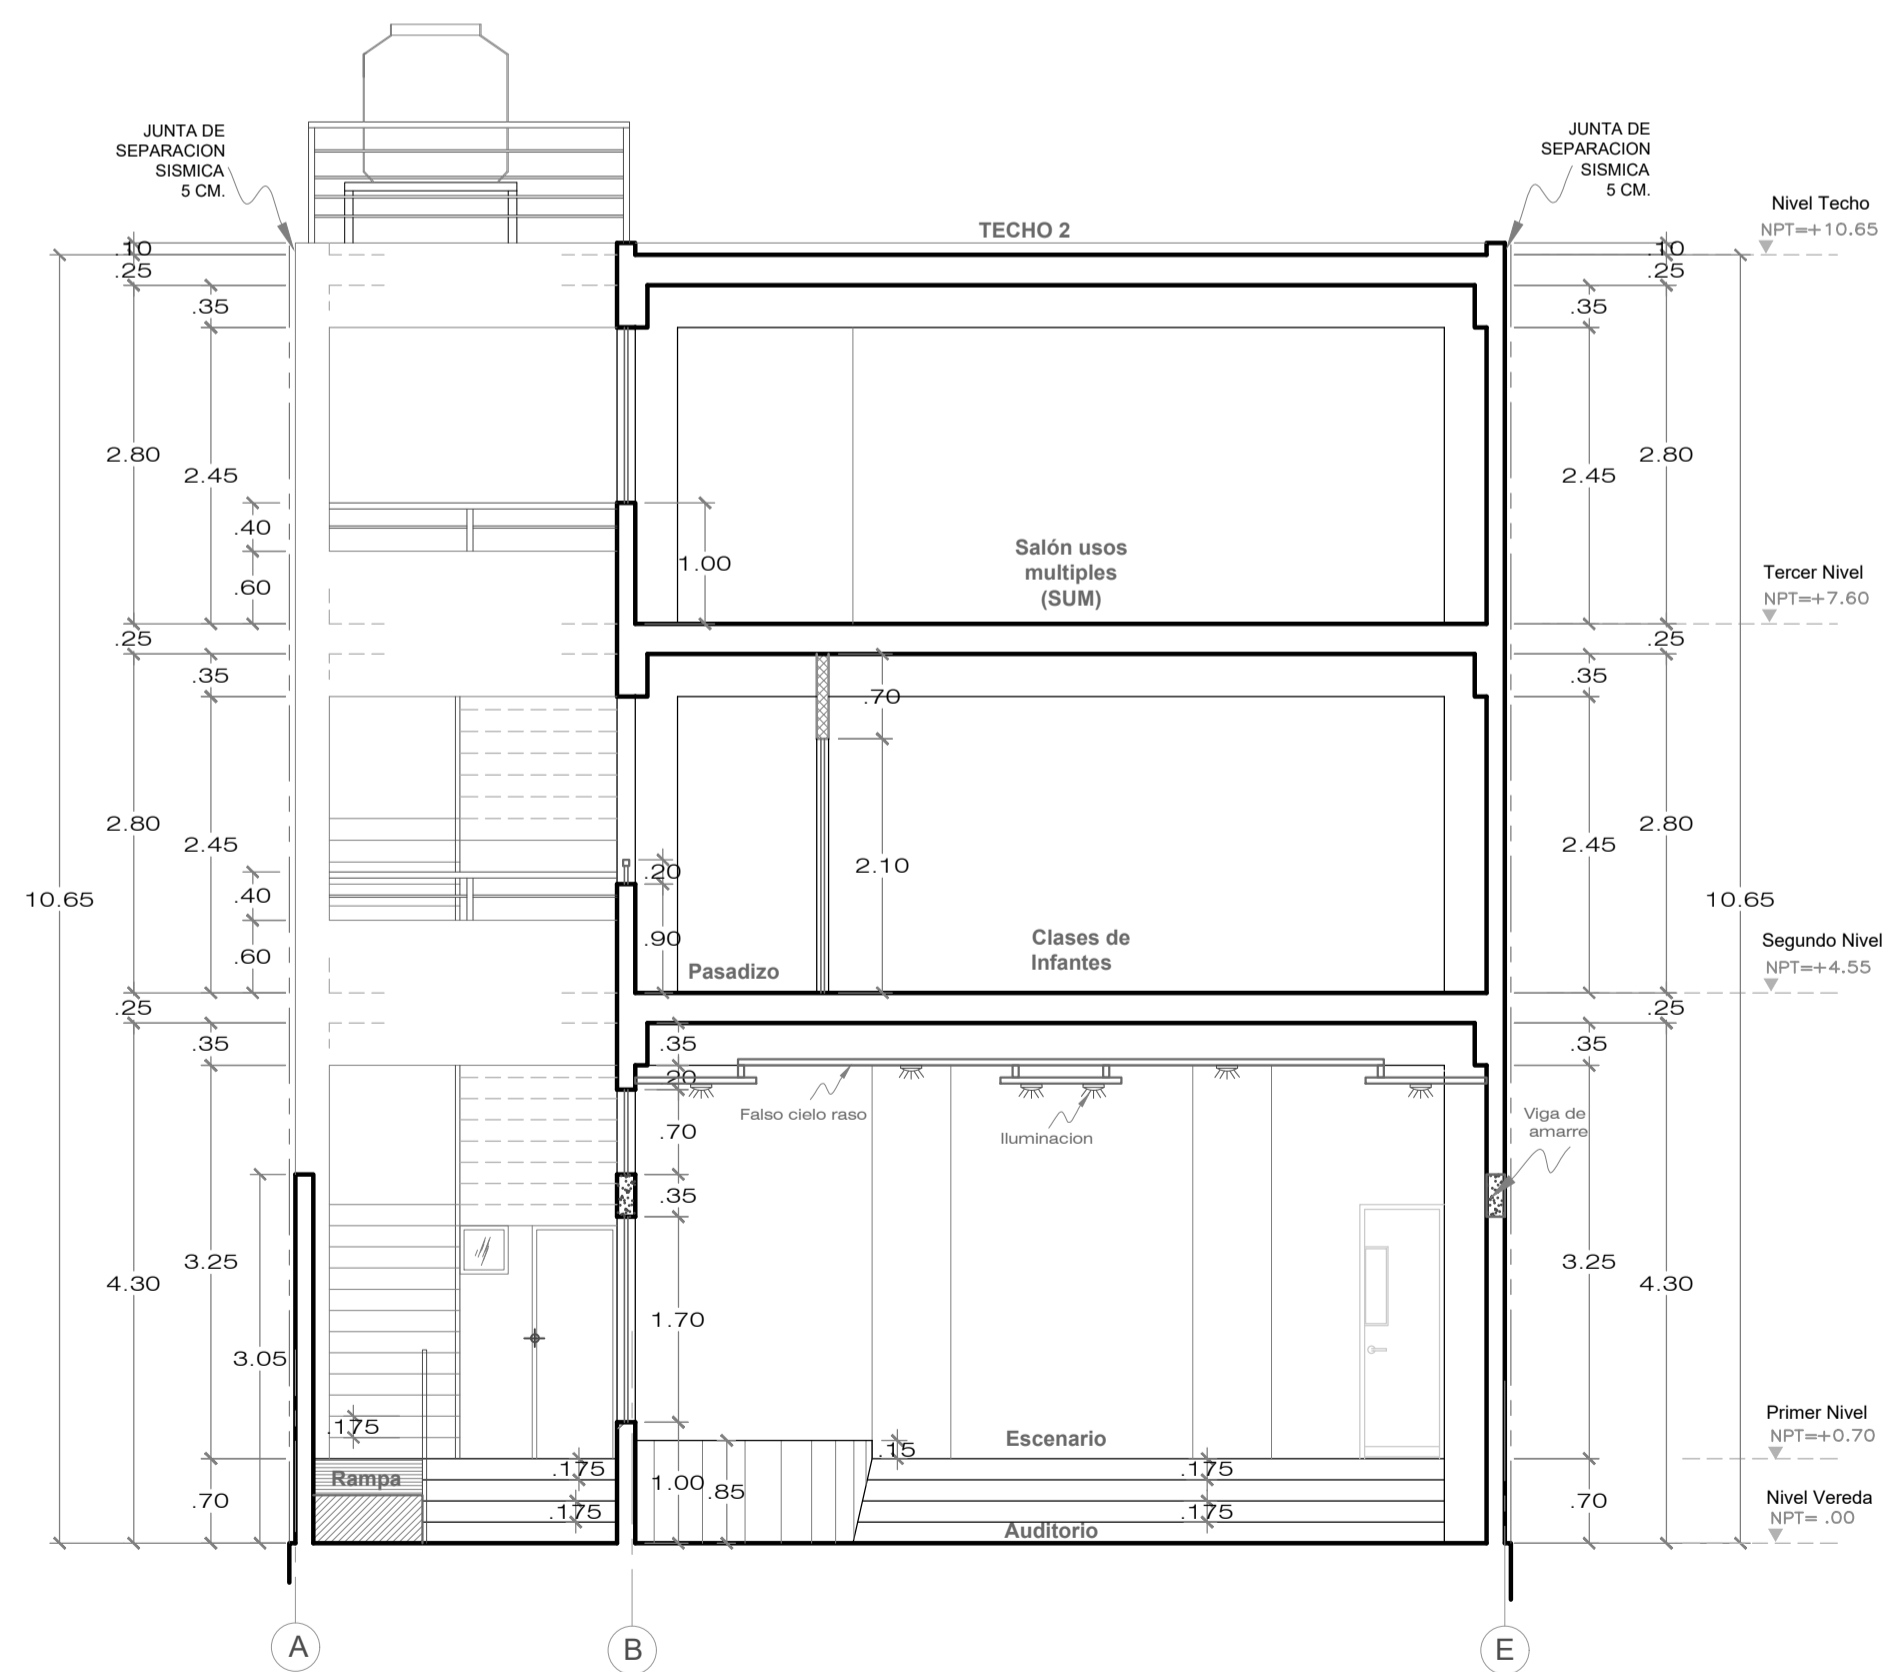 JUNTA DE
SEPARACION
SISMICA
5 CM.
JUNTA DE
SEPARACION
SISMICA
5 CM.
Nivel Techo
NPT=+10.65
TECHO 2
.10
.25
.35
2.80
2.45
.40
.60
1.00
Salón usos
multiples
(SUM)
.10
.25
.35
2.45
2.80
Tercer Nivel
NPT=+7.60
.25
.35
2.80
2.45
.40
.60
10.65
.70
2.10
.20
.90
Pasadizo
Clases de
Infantes
.25
.35
2.45
2.80
10.65
Segundo Nivel
NPT=+4.55
.25
.35
3.25
4.30
3.05
.70
.175
Rampa
.175
.175
.35
.20
.70
.35
1.70
1.00
.85
.15
Falso cielo raso
Iluminacion
Viga de
amarre
Escenario
.175
.175
Auditorio
.25
.35
3.25
4.30
.70
Primer Nivel
NPT=+0.70
Nivel Vereda
NPT= .00
A
B
E